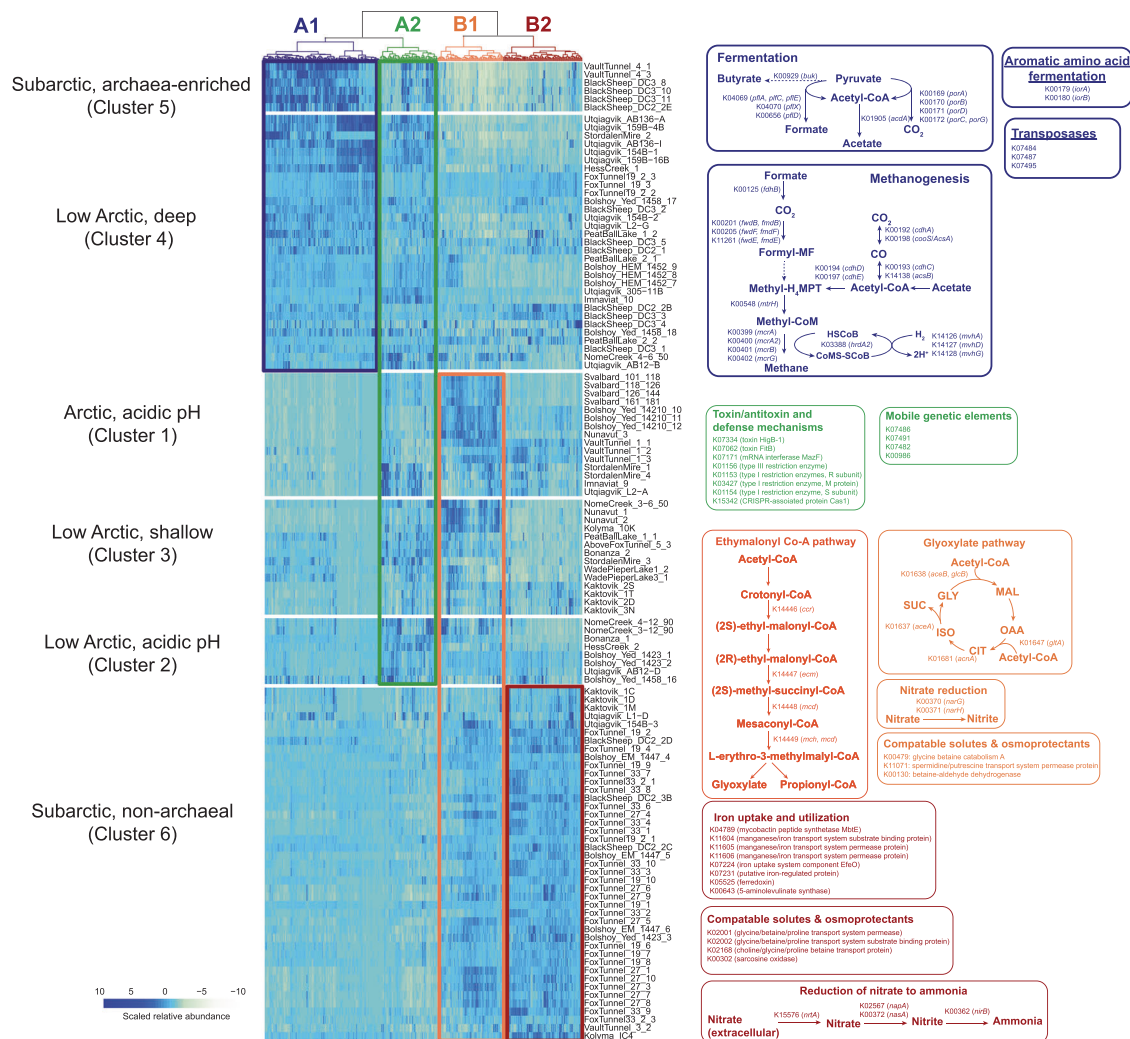 A1
A2
B1
B2
Subarctic, archaea-enriched
(Cluster 5)
VaultTunnel_4_1
VaultTunnel_4_3
BlackSheep_DC3_8
BlackSheep_DC3_10
BlackSheep_DC3_11
BlackSheep_DC2_2E
Low Arctic, deep
(Cluster 4)
Utqiagvik_AB136-A
Utqiagvik_159B-4B
StordalenMire_2
Utqiagvik_AB136-I
Utqiagvik_154B-1
Utqiagvik_159B-16B
HessCreek_1
FoxTunnel19_2_3
FoxTunnel_19_3
FoxTunnel19_2_2
Bolshoy_Yed_1458_17
BlackSheep_DC3_2
Utqiagvik_154B-2
Utqiagvik_L2-G
PeatBallLake_1_2
BlackSheep_DC3_5
BlackSheep_DC2_1
PeatBallLake_2_1
Bolshoy_HEM_1452_9
Bolshoy_HEM_1452_8
Bolshoy_HEM_1452_7
Utqiagvik_305-11B
Imnaviat_10
BlackSheep_DC2_2B
BlackSheep_DC3_3
BlackSheep_DC3_4
Bolshoy_Yed_1458_18
PeatBallLake_2_2
BlackSheep_DC3_1
NomeCreek_4-6_50
Utqiagvik_AB12-B
Arctic, acidic pH
(Cluster 1)
Svalbard_101_118
Svalbard_118_126
Svalbard_126_144
Svalbard_161_181
Bolshoy_Yed_14210_10
Bolshoy_Yed_14210_11
Bolshoy_Yed_14210_12
Nunavut_3
VaultTunnel_1_1
VaultTunnel_1_2
VaultTunnel_1_3
StordalenMire_1
StordalenMire_4
Imnaviat_9
Utqiagvik_L2-A
Low Arctic, shallow
(Cluster 3)
NomeCreek_3-6_50
Nunavut_1
Nunavut_2
Kolyma_10K
PeatBallLake_1_1
AboveFoxTunnel_5_3
Bonanza_2
StordalenMire_3
WadePieperLake1_2
WadePieperLake3_1
Kaktovik_2S
Kaktovik_1T
Kaktovik_2D
Kaktovik_3N
Low Arctic, acidic pH
(Cluster 2)
NomeCreek_4-12_90
NomeCreek_3-12_90
Bonanza_1
HessCreek_2
Bolshoy_Yed_1423_1
Bolshoy_Yed_1423_2
Utqiagvik_AB12-D
Bolshoy_Yed_1458_16
Subarctic, non-archaeal
(Cluster 6)
Kaktovik_1C
Kaktovik_1D
Kaktovik_1M
Utqiagvik_L1-D
Utqiagvik_154B-3
FoxTunnel_19_2
BlackSheep_DC2_2D
FoxTunnel_19_4
Bolshoy_EM_1447_4
FoxTunnel_19_9
FoxTunnel_33_7
FoxTunnel33_2_1
FoxTunnel_33_8
BlackSheep_DC2_3B
FoxTunnel_33_6
FoxTunnel_27_4
FoxTunnel_33_4
FoxTunnel_33_1
FoxTunnel19_2_1
BlackSheep_DC2_2C
Bolshoy_EM_1447_5
FoxTunnel_33_10
FoxTunnel_33_3
FoxTunnel_19_10
FoxTunnel_27_6
FoxTunnel_27_9
FoxTunnel_19_1
FoxTunnel_33_2
FoxTunnel_27_5
Bolshoy_EM_1447_6
Bolshoy_Yed_1423_3
FoxTunnel_19_6
FoxTunnel_19_7
FoxTunnel_19_8
FoxTunnel_27_1
FoxTunnel_27_10
FoxTunnel_27_3
FoxTunnel_27_7
FoxTunnel_27_8
FoxTunnel_33_9
FoxTunnel33_2_3
VaultTunnel_3_2
Kolyma_IC4
10 5 0 −5 −10
Scaled relative abundance
Fermentation
Butyrate
K00929 (buk)
Pyruvate
K04069 (pflA, plfC, pflE)
K04070 (pflX)
K00656 (pflD)
Acetyl-CoA
K00169 (porA)
K00170 (porB)
K00171 (porD)
K00172 (porC, porG)
K01905 (acdA)
Formate
CO2
Acetate
Aromatic amino acid
fermentation
K00179 (iorA)
K00180 (iorB)
Transposases
K07484
K07487
K07495
Methanogenesis
Formate
K00125 (fdhB)
CO2
K00201 (fwdB, fmdB)
K00205 (fwdF, fmdF)
K11261 (fwdE, fmdE)
Formyl-MF
CO2
K00192 (cdhA)
K00198 (cooS/AcsA)
CO
K00194 (cdhD)
K00197 (cdhE)
K00193 (cdhC)
K14138 (acsB)
Methyl-H4MPT
Acetyl-CoA
Acetate
K00548 (mtrH)
Methyl-CoM
K00399 (mcrA)
K00400 (mcrA2)
K00401 (mcrB)
K00402 (mcrG)
Methane
HSCoB
K03388 (hrdA2)
CoMS-SCoB
H2
2H+
K14126 (mvhA)
K14127 (mvhD)
K14128 (mvhG)
Toxin/antitoxin and
defense mechanisms
K07334 (toxin HigB-1)
K07062 (toxin FitB)
K07171 (mRNA interferase MazF)
K01156 (type III restriction enzyme)
K01153 (type I restriction enzymes, R subunit)
K03427 (type I restriction enzyme, M protein)
K01154 (type I restriction enzyme, S subunit)
K15342 (CRISPR-assoiated protein Cas1)
Mobile genetic elements
K07486
K07491
K07482
K00986
Ethymalonyl Co-A pathway
Acetyl-CoA
Crotonyl-CoA
K14446 (ccr)
(2S)-ethyl-malonyl-CoA
(2R)-ethyl-malonyl-CoA
K14447 (ecm)
(2S)-methyl-succinyl-CoA
K14448 (mcd)
Mesaconyl-CoA
K14449 (mch, mcd)
L-erythro-3-methylmalyl-CoA
Glyoxylate
Propionyl-CoA
Glyoxylate pathway
Acetyl-CoA
K01638 (aceB, glcB)
GLY
MAL
SUC
K01637 (aceA)
ISO
OAA
K01647 (gltA)
CIT
Acetyl-CoA
K01681 (acnA)
Nitrate reduction
K00370 (narG)
K00371 (narH)
Nitrate
Nitrite
Compatable solutes & osmoprotectants
K00479: glycine betaine catabolism A
K11071: spermidine/putrescine transport system permease protein
K00130: betaine-aldehyde dehydrogenase
Iron uptake and utilization
K04789 (mycobactin peptide synthetase MbtE)
K11604 (manganese/iron transport system substrate binding protein)
K11605 (manganese/iron transport system permease protein)
K11606 (manganese/iron transport system permease protein)
K07224 (iron uptake system component EfeO)
K07231 (putative iron-regulated protein)
K05525 (ferredoxin)
K00643 (5-aminolevulinate synthase)
Compatable solutes & osmoprotectants
K02001 (glycine/betaine/proline transport system permease)
K02002 (glycine/betaine/proline transport system substrate binding protein)
K02168 (choline/glycine/proline betaine transport protein)
K00302 (sarcosine oxidase)
Reduction of nitrate to ammonia
Nitrate
(extracellular)
K15576 (nrtA)
Nitrate
K02567 (napA)
K00372 (nasA)
Nitrite
K00362 (nirB)
Ammonia